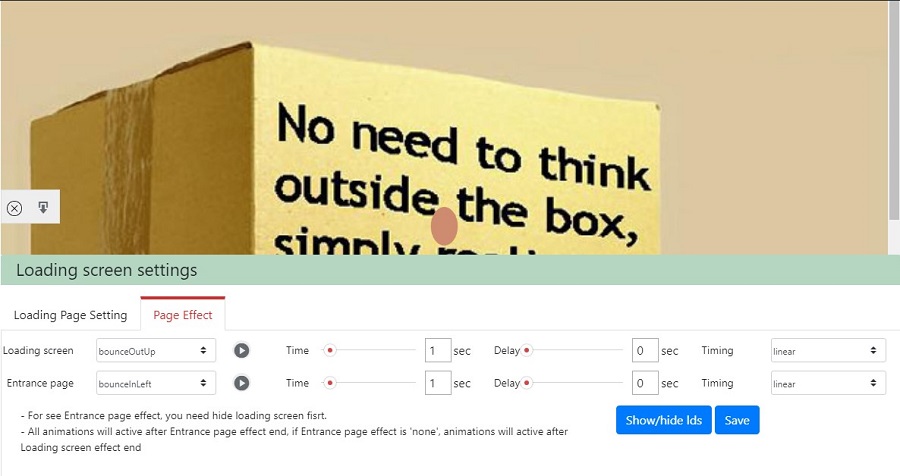 No need to think
outside the box,
simply
Loading screen settings
Loading Page Setting Page Effect
Loading screen bounceOutUp Time 1 sec Delay 0 sec Timing linear
Entrance page bounceInLeft Time 1 sec Delay 0 sec Timing linear
- For see Entrance page effect, you need hide loading screen fisrt.
- All animations will active after Entrance page effect end, if Entrance page effect is 'none', animations will active after
Loading screen effect end
Show/hide lds Save